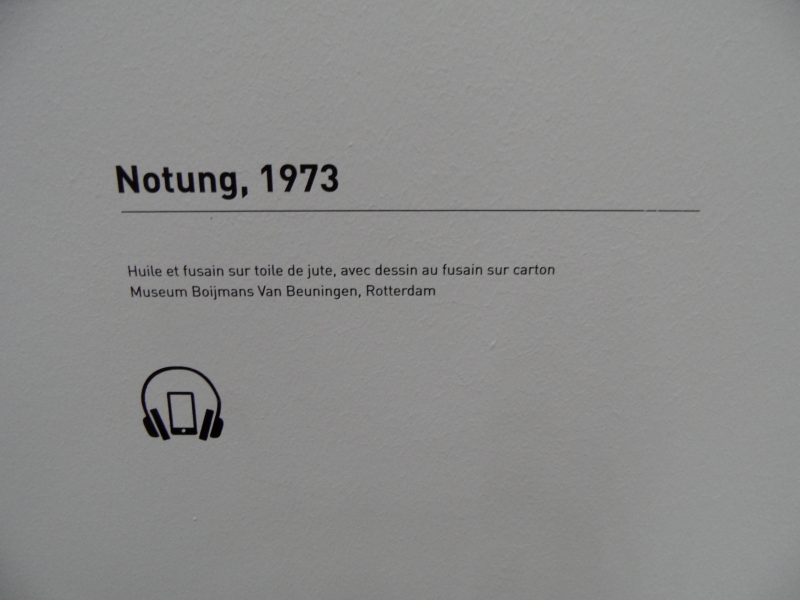 Notung, 1973
Huile et fusain sur toile de jute, avec dessin au fusain sur carton
Museum Boijmans Van Beuningen, Rotterdam